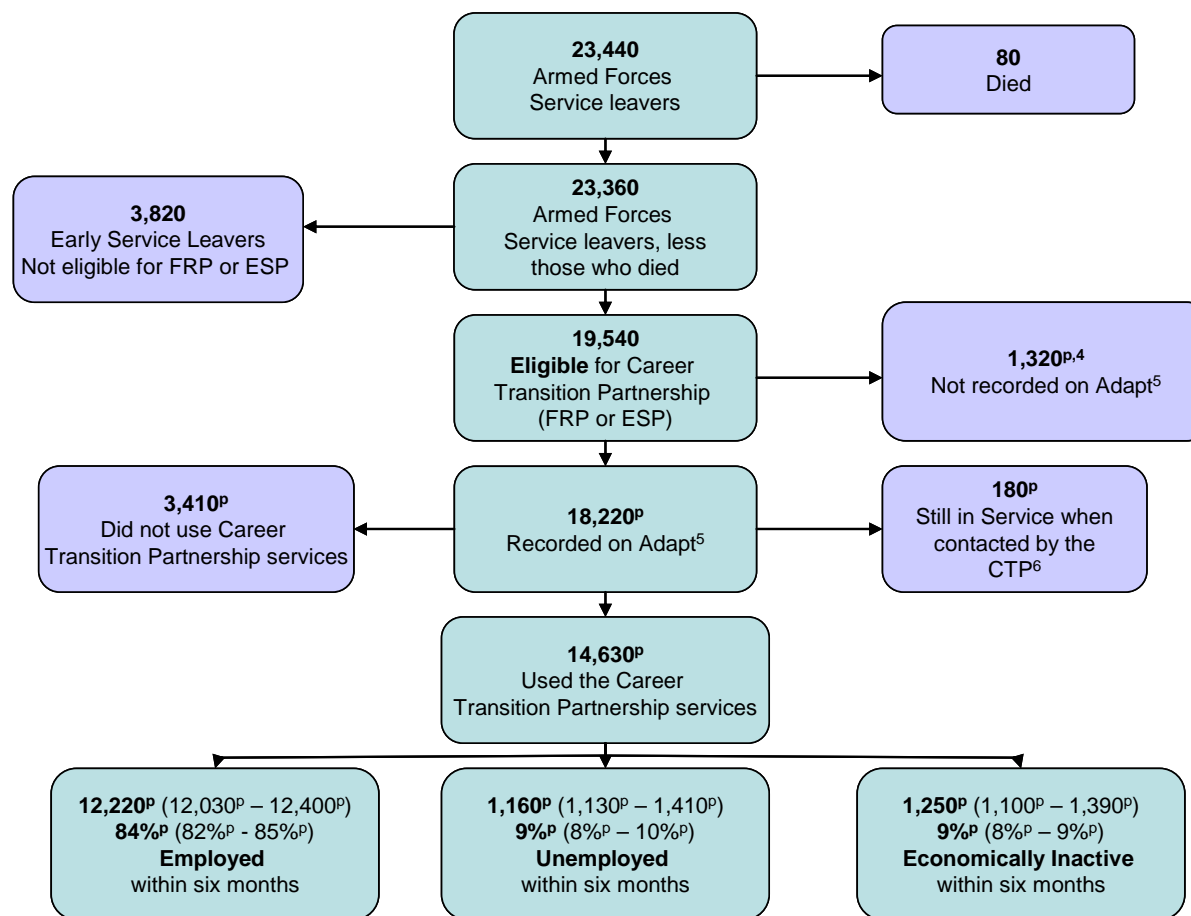 23,440
Armed Forces
Service leavers
80
Died
23,360
Armed Forces
Service leavers, less
those who died
3,820
Early Service Leavers
Not eligible for FRP or ESP
19,540
Eligible for Career
Transition Partnership
(FRP or ESP)
1,320ᵖ,⁴
Not recorded on Adapt⁵
3,410ᵖ
Did not use Career
Transition Partnership services
18,220ᵖ
Recorded on Adapt⁵
180ᵖ
Still in Service when
contacted by the
CTP⁶
14,630ᵖ
Used the Career
Transition Partnership services
12,220ᵖ (12,030ᵖ – 12,400ᵖ)
84%ᵖ (82%ᵖ - 85%ᵖ)
Employed
within six months
1,160ᵖ (1,130ᵖ – 1,410ᵖ)
9%ᵖ (8%ᵖ – 10%ᵖ)
Unemployed
within six months
1,250ᵖ (1,100ᵖ – 1,390ᵖ)
9%ᵖ (8%ᵖ – 9%ᵖ)
Economically Inactive
within six months